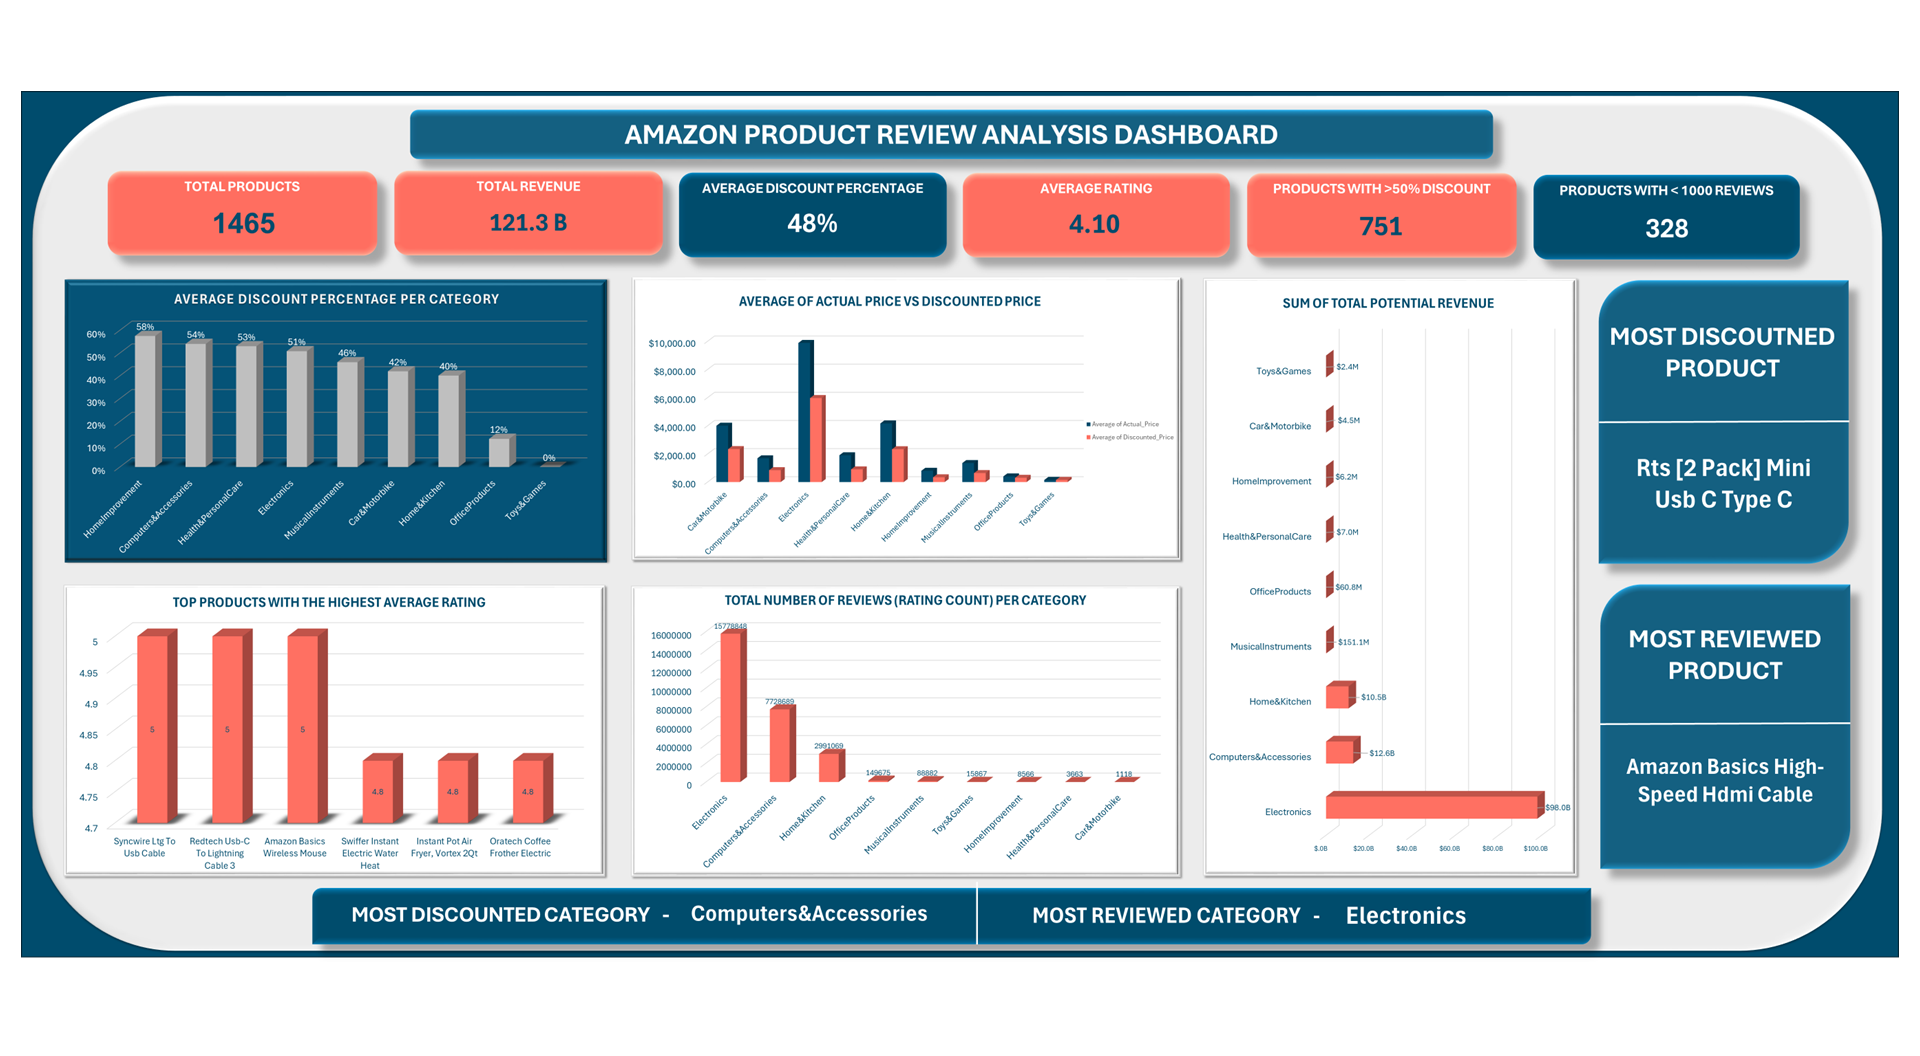 AMAZON PRODUCT REVIEW ANALYSIS DASHBOARD
TOTAL PRODUCTS
1465
TOTAL REVENUE
121.3 B
AVERAGE DISCOUNT PERCENTAGE
48%
AVERAGE RATING
4.10
PRODUCTS WITH >50% DISCOUNT
751
PRODUCTS WITH < 1000 REVIEWS
328
AVERAGE DISCOUNT PERCENTAGE PER CATEGORY
60%
50%
40%
30%
20%
10%
0%
58%
54%
53%
51%
46%
42%
40%
12%
0%
HomeImprovement
Computers&Accessories
Health&PersonalCare
Electronics
MusicalInstruments
Car&Motorbike
Home&Kitchen
OfficeProducts
Toys&Games
AVERAGE OF ACTUAL PRICE VS DISCOUNTED PRICE
$10,000.00
$8,000.00
$6,000.00
$4,000.00
$2,000.00
$0.00
Car&Motorbike
Computers&Accessories
Electronics
Health&PersonalCare
Home&Kitchen
HomeImprovement
MusicalInstruments
OfficeProducts
Toys&Games
Average of Actual_Price
Average of Discounted_Price
SUM OF TOTAL POTENTIAL REVENUE
Toys&Games
$2.4M
Car&Motorbike
$4.5M
HomeImprovement
$6.2M
Health&PersonalCare
$7.0M
OfficeProducts
$60.8M
MusicalInstruments
$151.1M
Home&Kitchen
$10.5B
Computers&Accessories
$12.6B
Electronics
$98.0B
$.0B
$20.0B
$40.0B
$60.0B
$80.0B
$100.0B
MOST DISCOUTNED
PRODUCT
Rts [2 Pack] Mini
Usb C Type C
TOP PRODUCTS WITH THE HIGHEST AVERAGE RATING
5
4.95
4.9
4.85
4.8
4.75
4.7
5
5
5
4.8
4.8
4.8
Syncwire Ltg To
Usb Cable
Redtech Usb-C
To Lightning
Cable 3
Amazon Basics
Wireless Mouse
Swiffer Instant
Electric Water
Heat
Instant Pot Air
Fryer, Vortex 2Qt
Oratech Coffee
Frother Electric
TOTAL NUMBER OF REVIEWS (RATING COUNT) PER CATEGORY
16000000
14000000
12000000
10000000
8000000
6000000
4000000
2000000
0
15778848
7728689
2991069
149675
88882
15867
8566
3663
1118
Electronics
Computers&Accessories
Home&Kitchen
OfficeProducts
MusicalInstruments
Toys&Games
HomeImprovement
Health&PersonalCare
Car&Motorbike
MOST REVIEWED
PRODUCT
Amazon Basics High-
Speed Hdmi Cable
MOST DISCOUNTED CATEGORY - Computers&Accessories
MOST REVIEWED CATEGORY - Electronics